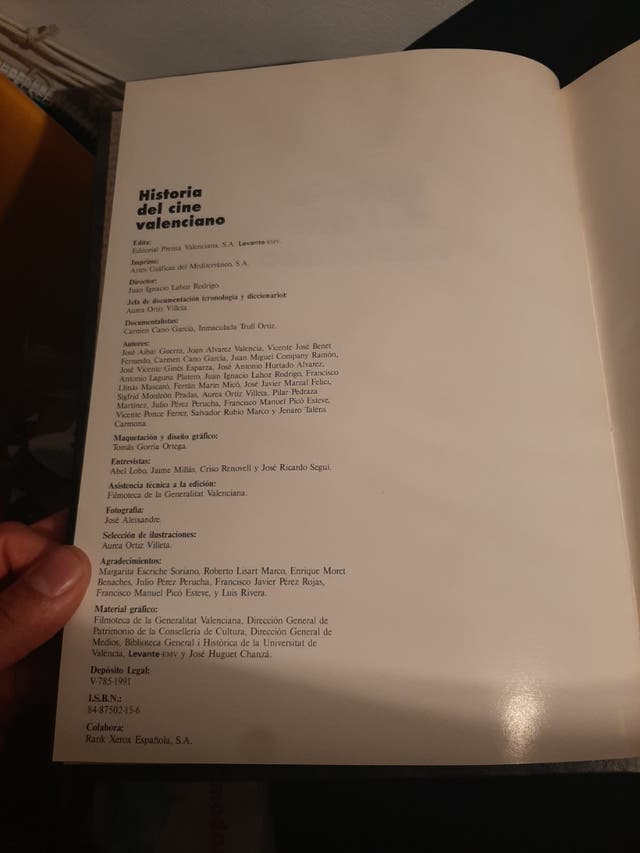 Historia
del cine
valenciano
Edita:
Editorial Prensa Valenciana, S.A. Levante-EMV.
Imprime:
Artes Gráficas del Mediterráneo, S.A.
Director:
Juan Ignacio Lahoz Rodrigo.
Jefa de documentación (cronología y diccionario):
Aurea Ortiz Villeta.
Documentalistas:
Carmen Cano García, Inmaculada Trull Ortiz.
Autores:
José Aibar Guerra, Joan Alvarez Valencia, Vicente José Benet
Ferrando, Carmen Cano García, Juan Miguel Company Ramón,
José Vicente Ginés Esparza, José Antonio Hurtado Alvarez,
Antonio Laguna Platero, Juan Ignacio Lahoz Rodrigo, Francisco
Llinás Mascaró, Ferrán Marín Micó, José Javier Marzal Felici,
Sigfrid Monleón Pradas, Aurea Ortiz Villeta, Pilar Pedraza
Martínez, Julio Pérez Perucha, Francisco Manuel Picó Esteve,
Vicente Ponce Ferrer, Salvador Rubio Marco y Jenaro Taléns
Carmona.
Maquetación y diseño gráfico:
Tomás Gorria Ortega.
Entrevistas:
Abel Lobo, Jaime Millás, Criso Renovell y José Ricardo Seguí.
Asistencia técnica a la edición:
Filmoteca de la Generalitat Valenciana.
Fotografía:
José Aleixandre.
Selección de ilustraciones:
Aurea Ortiz Villeta.
Agradecimientos:
Margarita Escriche Soriano, Roberto Lisart Marco, Enrique Moret
Benaches, Julio Pérez Perucha, Francisco Javier Pérez Rojas,
Francisco Manuel Picó Esteve, y Luis Rivera.
Material gráfico:
Filmoteca de la Generalitat Valenciana, Dirección General de
Patrimonio de la Consellería de Cultura, Dirección General de
Medios, Biblioteca General i Històrica de la Universitat de
València, Levante-EMV y José Huguet Chanzá.
Depósito Legal:
V-785-1991
I.S.B.N.:
84-87502-15-6
Colabora:
Rank Xerox Española, S.A.